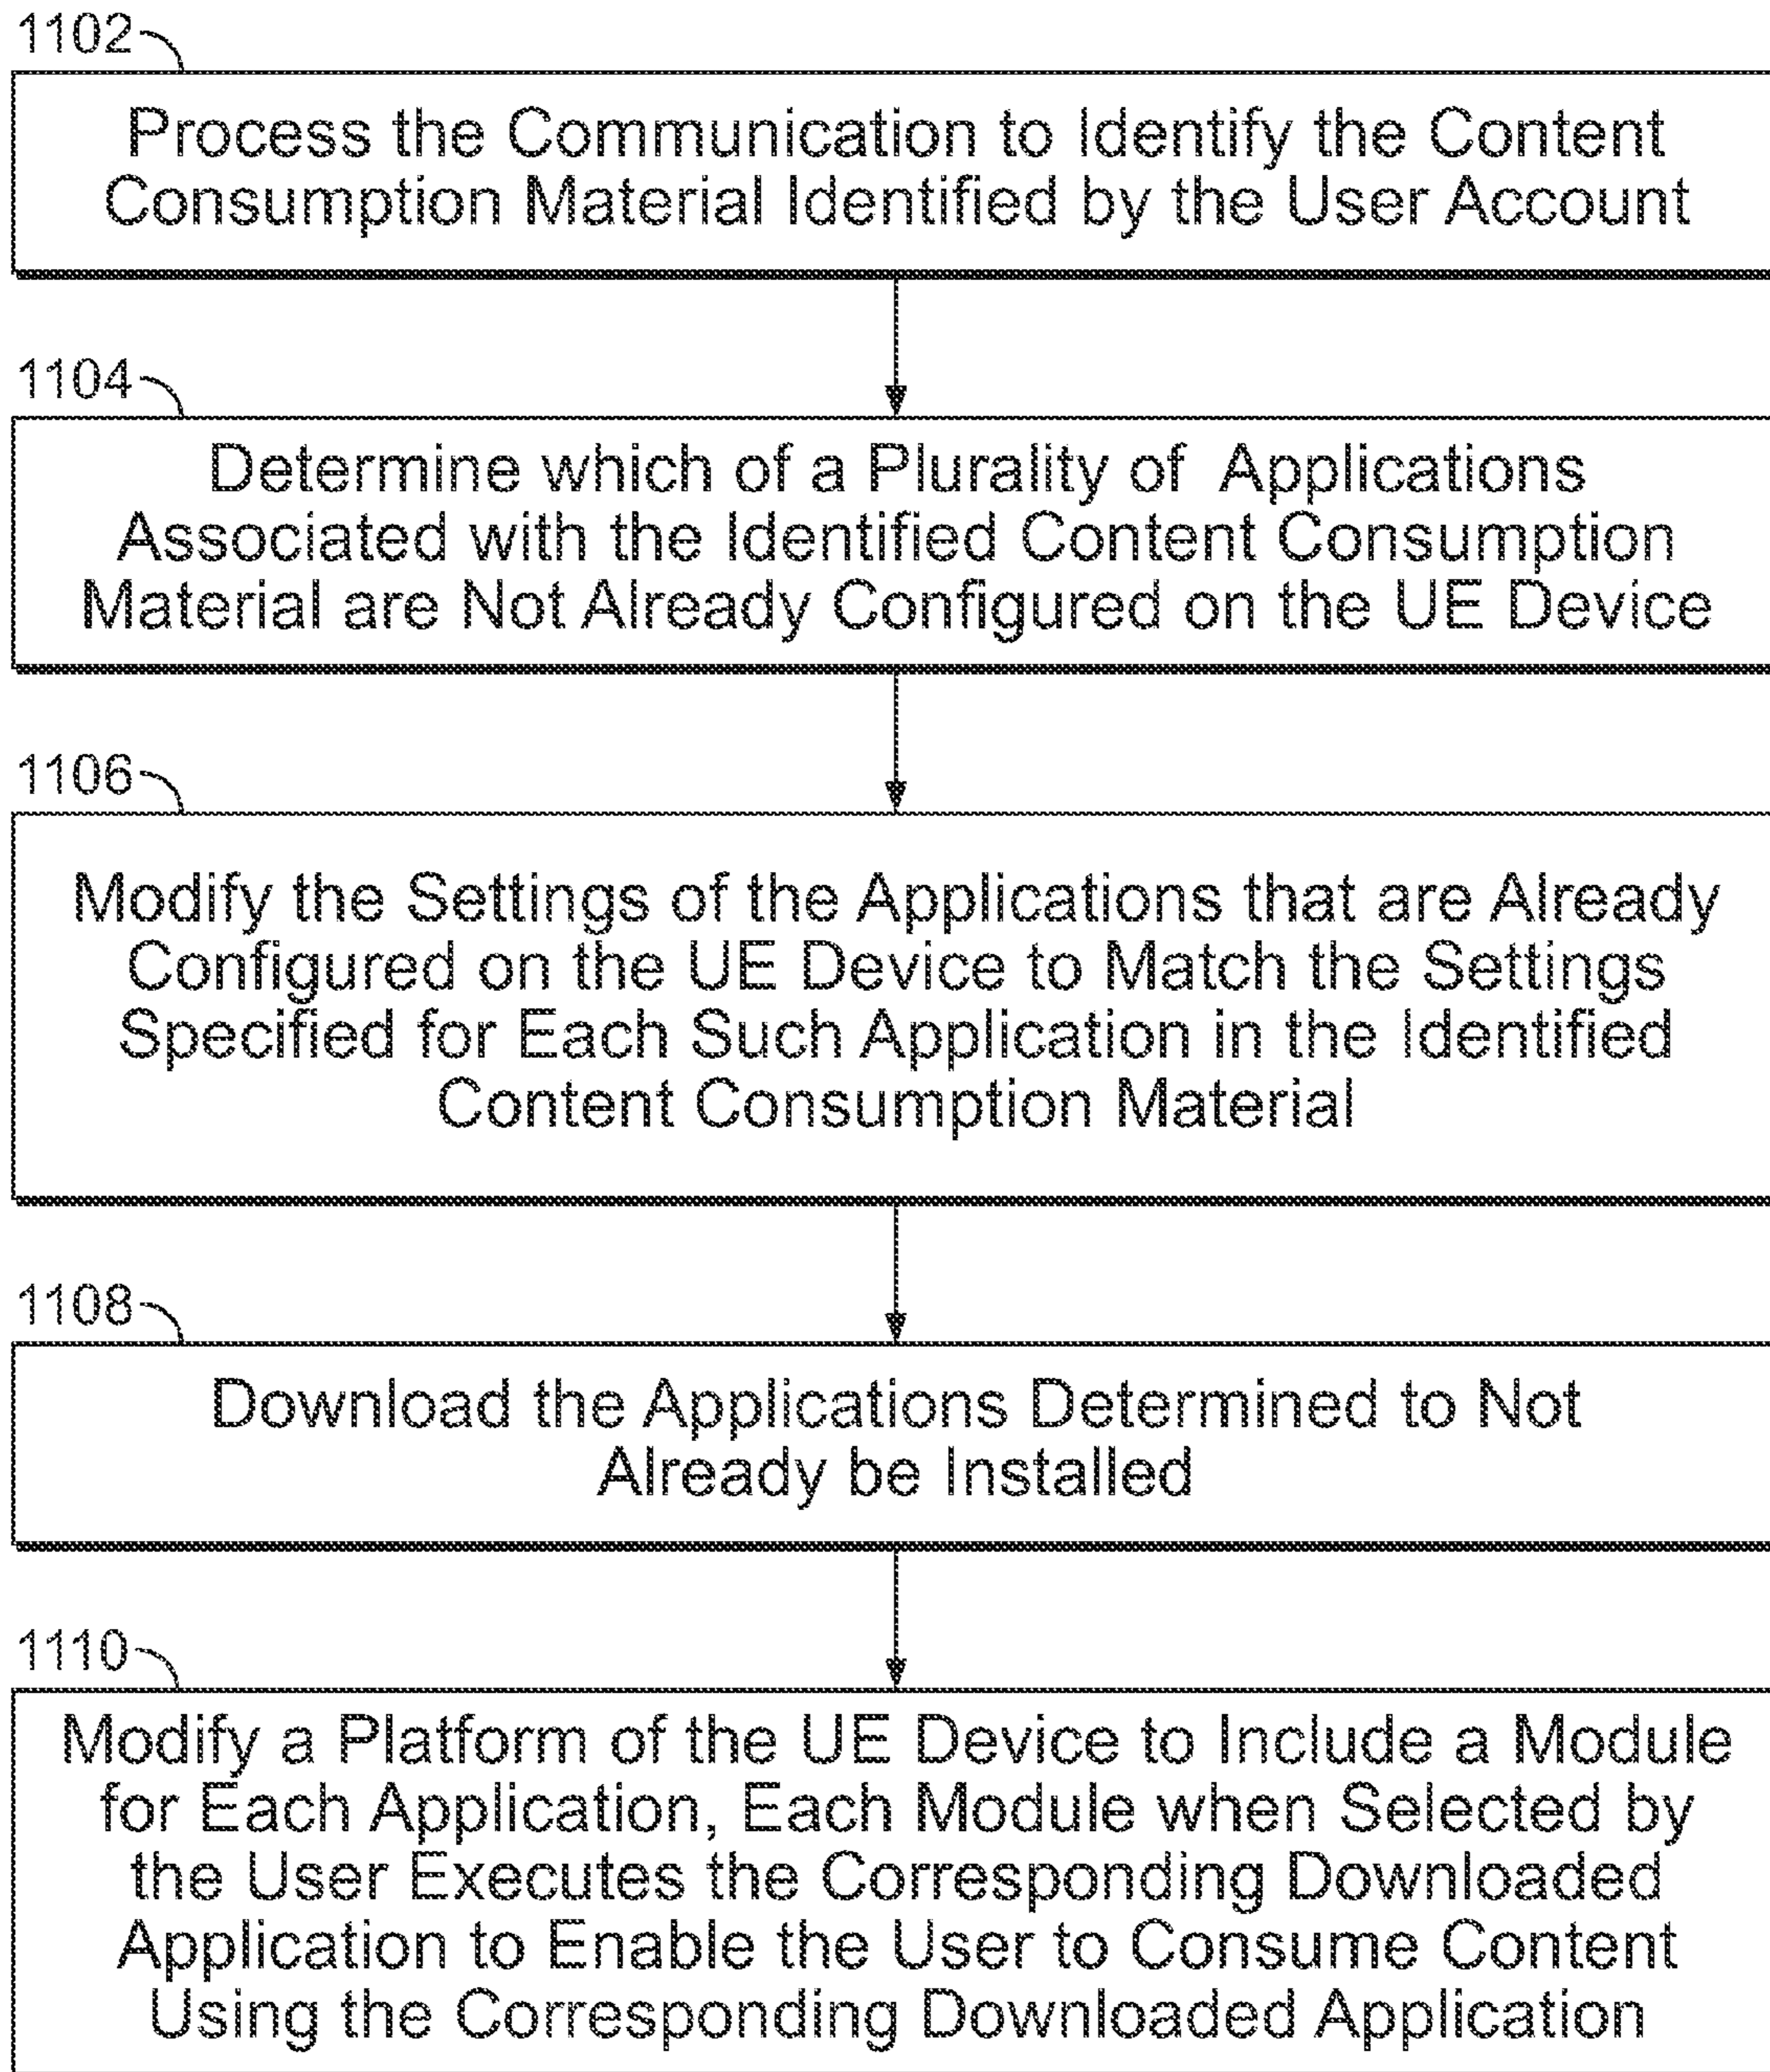 1102
Process the Communication to Identify the Content
Consumption Material Identified by the User Account
1104
Determine which of a Plurality of Applications
Associated with the Identified Content Consumption
Material are Not Already Configured on the UE Device
1106
Modify the Settings of the Applications that are Already
Configured on the UE Device to Match the Settings
Specified for Each Such Application in the Identified
Content Consumption Material
1108
Download the Applications Determined to Not
Already be Installed
1110
Modify a Platform of the UE Device to Include a Module
for Each Application, Each Module when Selected by
the User Executes the Corresponding Downloaded
Application to Enable the User to Consume Content
Using the Corresponding Downloaded Application